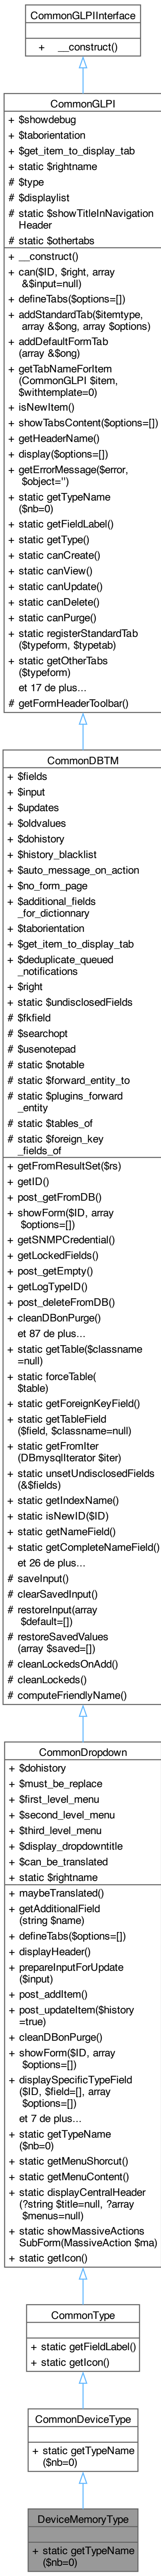 CommonGLPIInterface
+ __construct()
CommonGLPI
+ $showdebug
+ $taborientation
+ $get_item_to_display_tab
+ static $rightname
# $type
# $displaylist
# static $showTitleInNavigation
Header
# static $othertabs
+ __construct()
+ can($ID, $right, array
&$input=null)
+ defineTabs($options=[])
+ addStandardTab($itemtype,
array &$ong, array $options)
+ addDefaultFormTab
(array &$ong)
+ getTabNameForItem
(CommonGLPI $item,
$withtemplate=0)
+ isNewItem()
+ showTabsContent($options=[])
+ getHeaderName()
+ display($options=[])
+ getErrorMessage($error,
$object='')
+ static getTypeName
($nb=0)
+ static getFieldLabel()
+ static getType()
+ static canCreate()
+ static canView()
+ static canUpdate()
+ static canDelete()
+ static canPurge()
+ static registerStandardTab
($typeform, $typetab)
+ static getOtherTabs
($typeform)
et 17 de plus...
# getFormHeaderToolbar()
CommonDBTM
+ $fields
+ $input
+ $updates
+ $oldvalues
+ $dohistory
+ $history_blacklist
+ $auto_message_on_action
+ $no_form_page
+ $additional_fields
_for_dictionnary
+ $taborientation
+ $get_item_to_display_tab
+ $deduplicate_queued
_notifications
+ $right
+ static $undisclosedFields
# $fkfield
# $searchopt
# $usenotepad
# static $notable
# static $forward_entity_to
# static $plugins_forward
_entity
# static $tables_of
# static $foreign_key
_fields_of
+ getFromResultSet($rs)
+ getID()
+ post_getFromDB()
+ showForm($ID, array
$options=[])
+ getSNMPCredential()
+ getLockedFields()
+ post_getEmpty()
+ getLogTypeID()
+ post_deleteFromDB()
+ cleanDBonPurge()
et 87 de plus...
+ static getTable($classname
=null)
+ static forceTable(
$table)
+ static getForeignKeyField()
+ static getTableField
($field, $classname=null)
+ static getFromIter
(DBmysqlIterator $iter)
+ static unsetUndisclosedFields
(&$fields)
+ static getIndexName()
+ static isNewID($ID)
+ static getNameField()
+ static getCompleteNameField()
et 26 de plus...
# saveInput()
# clearSavedInput()
# restoreInput(array
$default=[])
# restoreSavedValues
(array $saved=[])
# cleanLockedsOnAdd()
# cleanLockeds()
# computeFriendlyName()
CommonDropdown
+ $dohistory
+ $must_be_replace
+ $first_level_menu
+ $second_level_menu
+ $third_level_menu
+ $display_dropdowntitle
+ $can_be_translated
+ static $rightname
+ maybeTranslated()
+ getAdditionalField
(string $name)
+ defineTabs($options=[])
+ displayHeader()
+ prepareInputForUpdate
($input)
+ post_addItem()
+ post_updateItem($history
=true)
+ cleanDBonPurge()
+ showForm($ID, array
$options=[])
+ displaySpecificTypeField
($ID, $field=[], array
$options=[])
et 7 de plus...
+ static getTypeName
($nb=0)
+ static getMenuShorcut()
+ static getMenuContent()
+ static displayCentralHeader
(?string $title=null, ?array
$menus=null)
+ static showMassiveActions
SubForm(MassiveAction $ma)
+ static getIcon()
CommonType
+ static getFieldLabel()
+ static getIcon()
CommonDeviceType
+ static getTypeName
($nb=0)
DeviceMemoryType
+ static getTypeName
($nb=0)